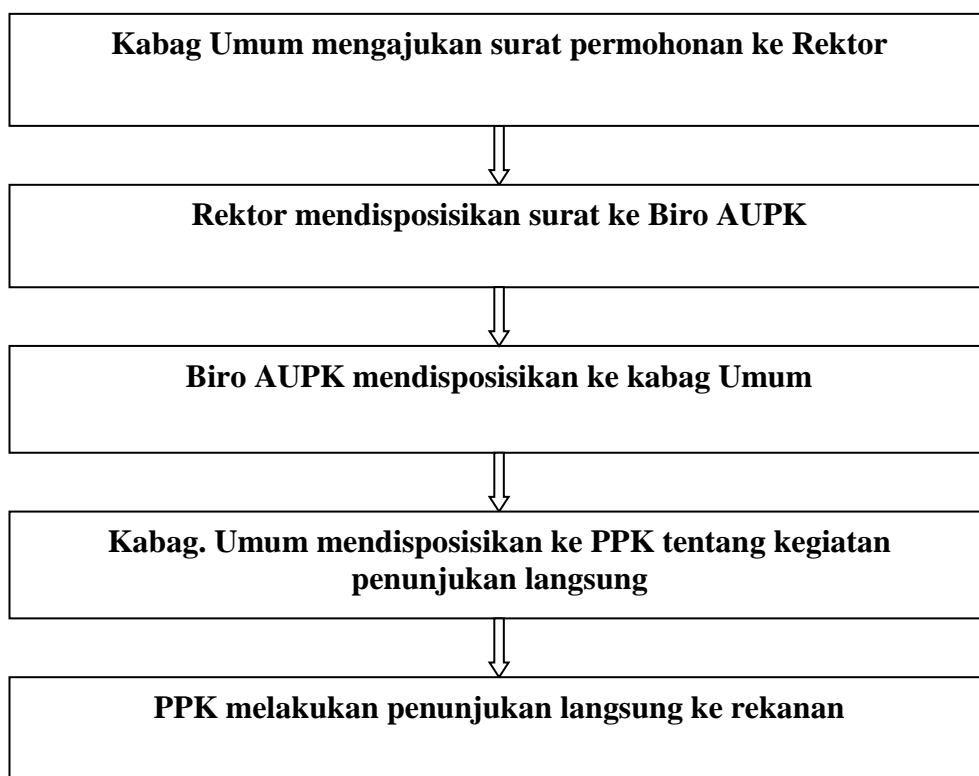 Kabag Umum mengajukan surat permohonan ke Rektor
Rektor mendisposisikan surat ke Biro AUPK
Biro AUPK mendisposisikan ke kabag Umum
Kabag. Umum mendisposisikan ke PPK tentang kegiatan
penunjukan langsung
PPK melakukan penunjukan langsung ke rekanan